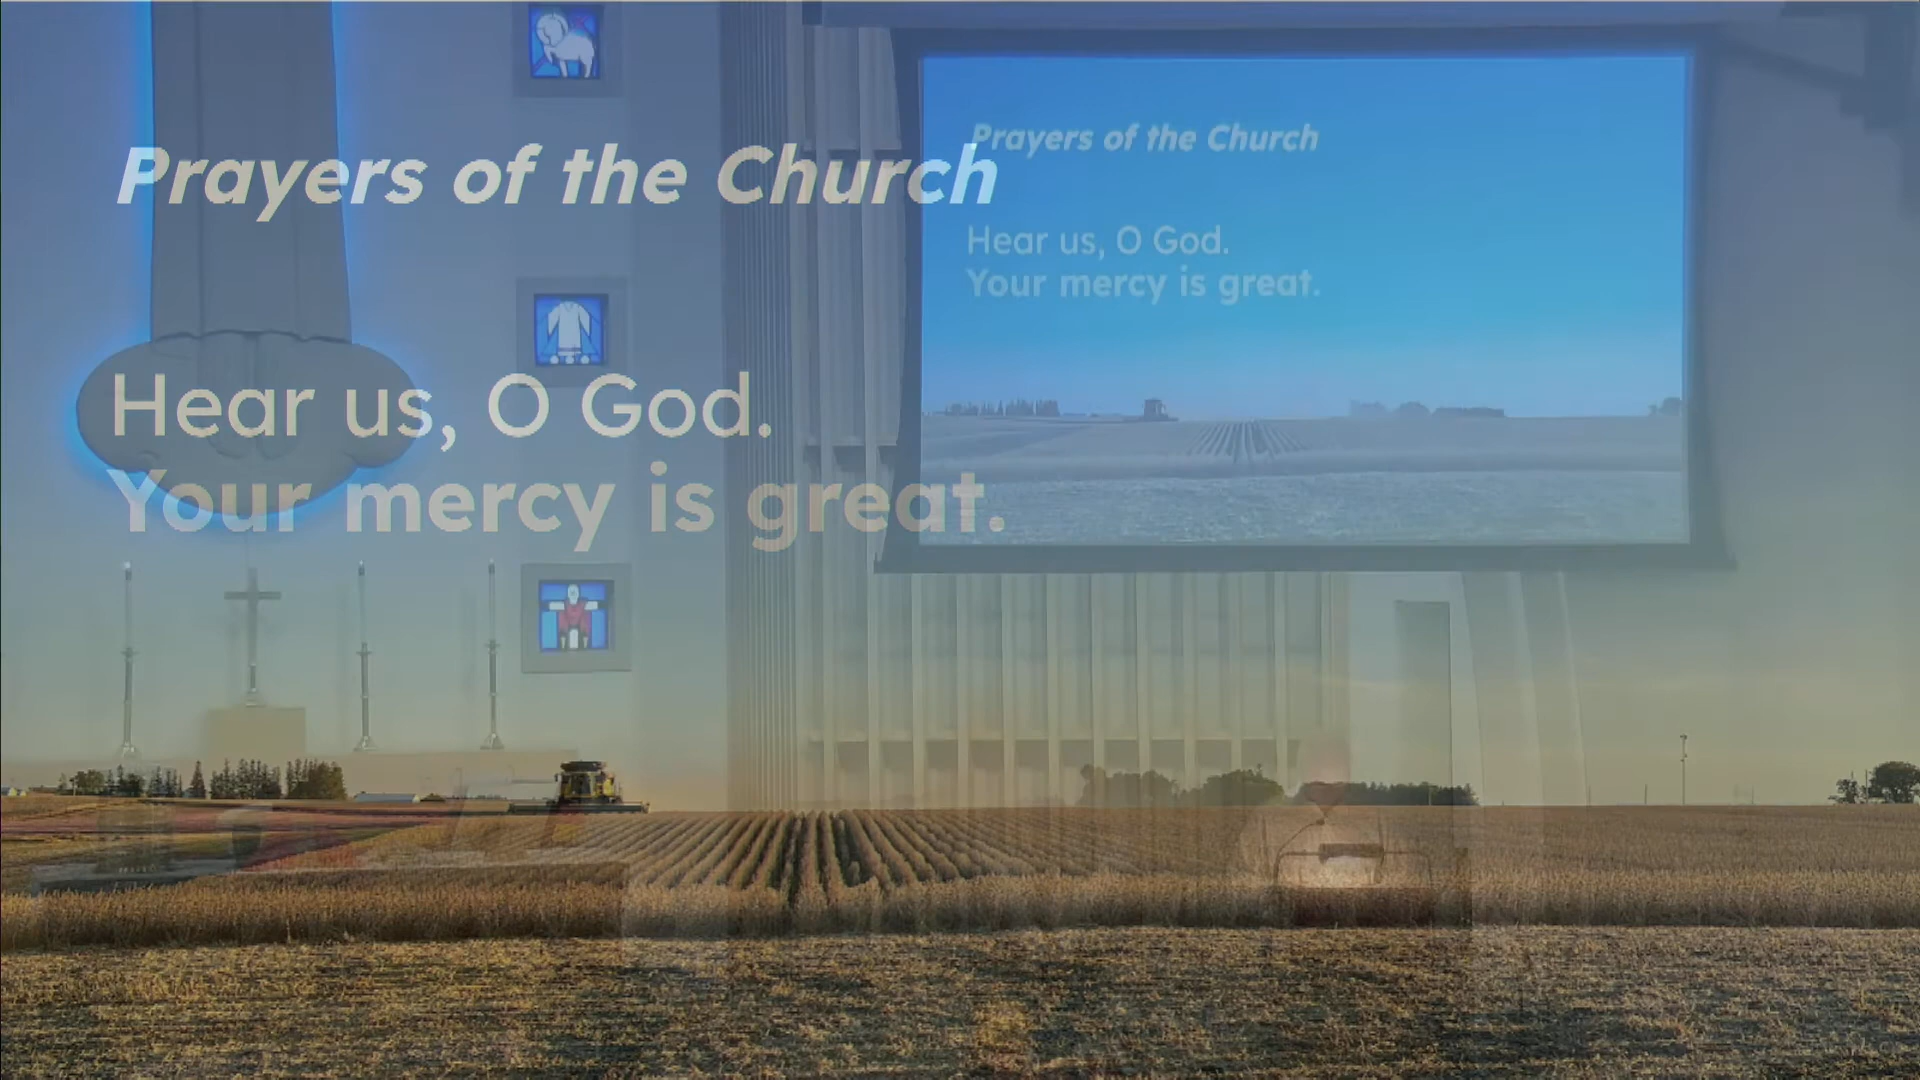 Prayers of the Church
Hear us, O God.
Your mercy is great.
Prayers of the Church
Hear us, O God.
Your mercy is great.